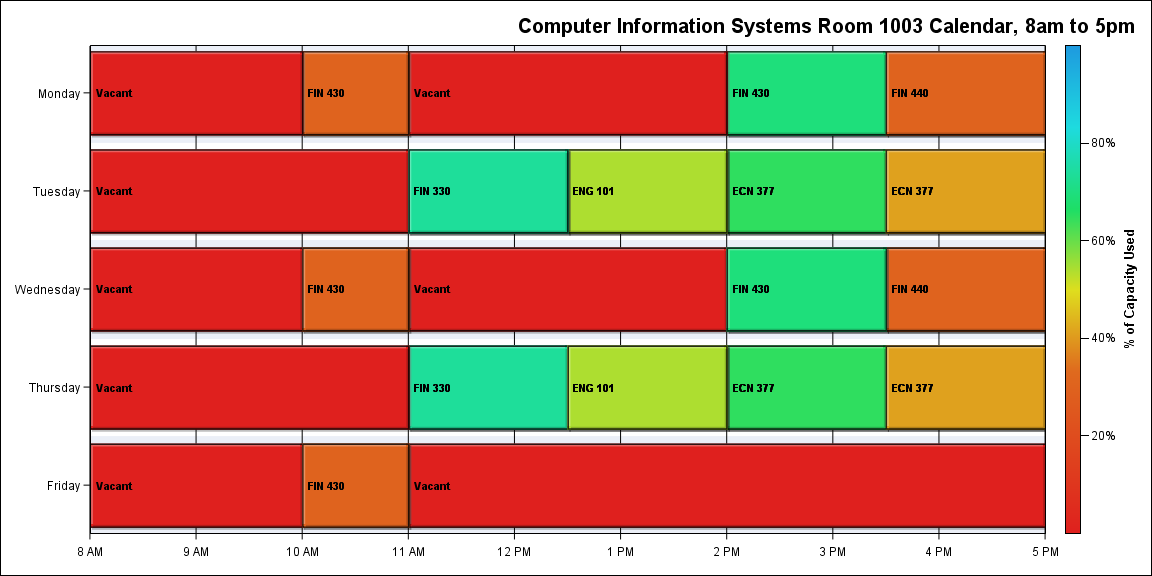 Computer Information Systems Room 1003 Calendar, 8am to 5pm
Monday
Vacant
FIN 430
Vacant
FIN 430
FIN 440
Tuesday
Vacant
FIN 330
ENG 101
ECN 377
ECN 377
Wednesday
Vacant
FIN 430
Vacant
FIN 430
FIN 440
Thursday
Vacant
FIN 330
ENG 101
ECN 377
ECN 377
Friday
Vacant
FIN 430
Vacant
8 AM
9 AM
10 AM
11 AM
12 PM
1 PM
2 PM
3 PM
4 PM
5 PM
80%
60%
40%
20%
% of Capacity Used